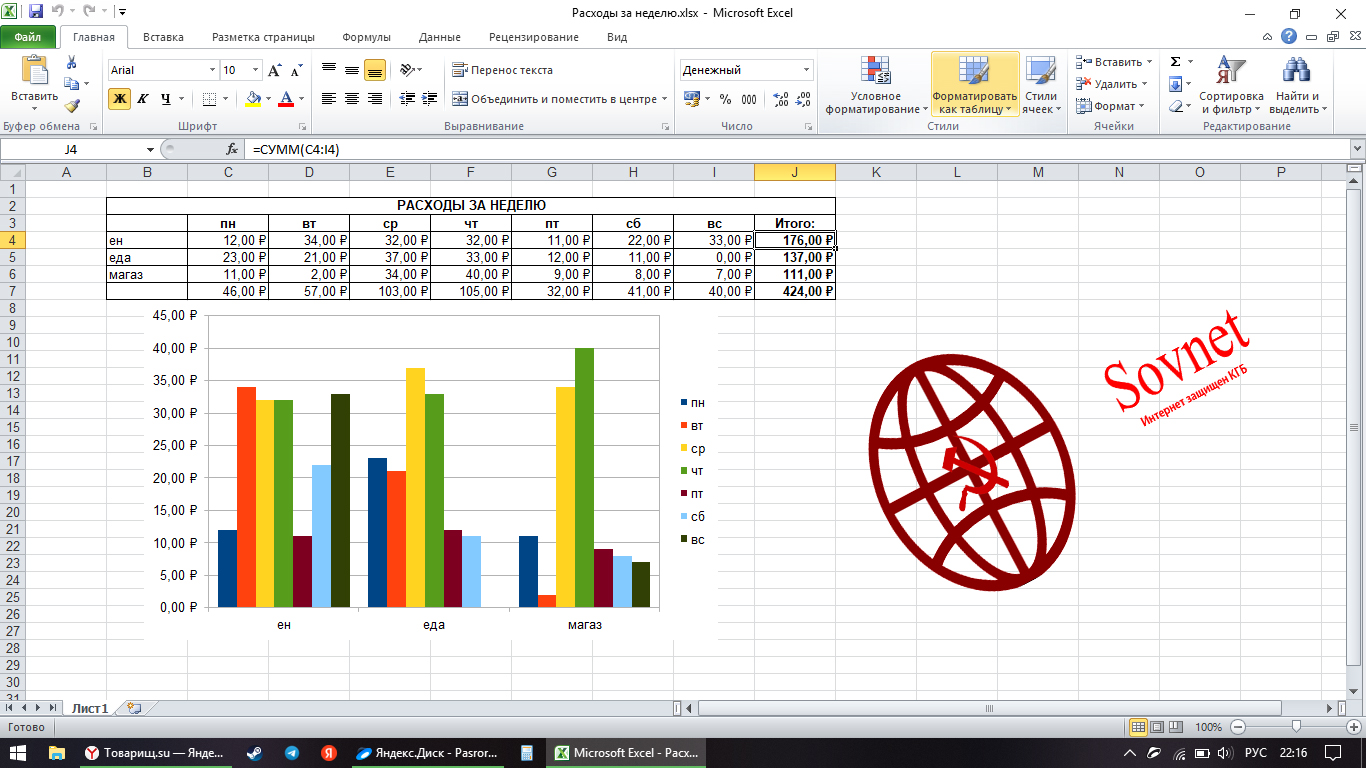 Расходы за неделю.xlsx - Microsoft Excel
Файл Главная Вставка Разметка страницы Формулы Данные Рецензирование Вид
Вставить
Arial 10
Ж К Ч
Перенос текста
Объединить и поместить в центре
Денежный
% 000
Условное форматирование
Форматировать как таблицу
Стили ячеек
Вставить
Удалить
Формат
Сортировка и фильтр
Найти и выделить
Буфер обмена Шрифт Выравнивание Число Стили Ячейки Редактирование
J4 fx =СУММ(C4:I4)
A B C D E F G H I J K L M N O P
1
2 РАСХОДЫ ЗА НЕДЕЛЮ
3 пн вт ср чт пт сб вс Итого:
4 ен 12,00 ₽ 34,00 ₽ 32,00 ₽ 32,00 ₽ 11,00 ₽ 22,00 ₽ 33,00 ₽ 176,00 ₽
5 еда 23,00 ₽ 21,00 ₽ 37,00 ₽ 33,00 ₽ 12,00 ₽ 11,00 ₽ 0,00 ₽ 137,00 ₽
6 магаз 11,00 ₽ 2,00 ₽ 34,00 ₽ 40,00 ₽ 9,00 ₽ 8,00 ₽ 7,00 ₽ 111,00 ₽
7 46,00 ₽ 57,00 ₽ 103,00 ₽ 105,00 ₽ 32,00 ₽ 41,00 ₽ 40,00 ₽ 424,00 ₽
8
9
10
11
12
13
14
15
16
17
18
19
20
21
22
23
24
25
26
27
28
29
30
31
45,00 ₽
40,00 ₽
35,00 ₽
30,00 ₽
25,00 ₽
20,00 ₽
15,00 ₽
10,00 ₽
5,00 ₽
0,00 ₽
ен еда магаз
пн
вт
ср
чт
пт
сб
вс
Sovnet
Интернет защищен КГБ
Лист1
Готово 100%
Товарищ.su — Янде...
Яндекс.Диск - Pasror...
Microsoft Excel - Расх...
РУС 22:16